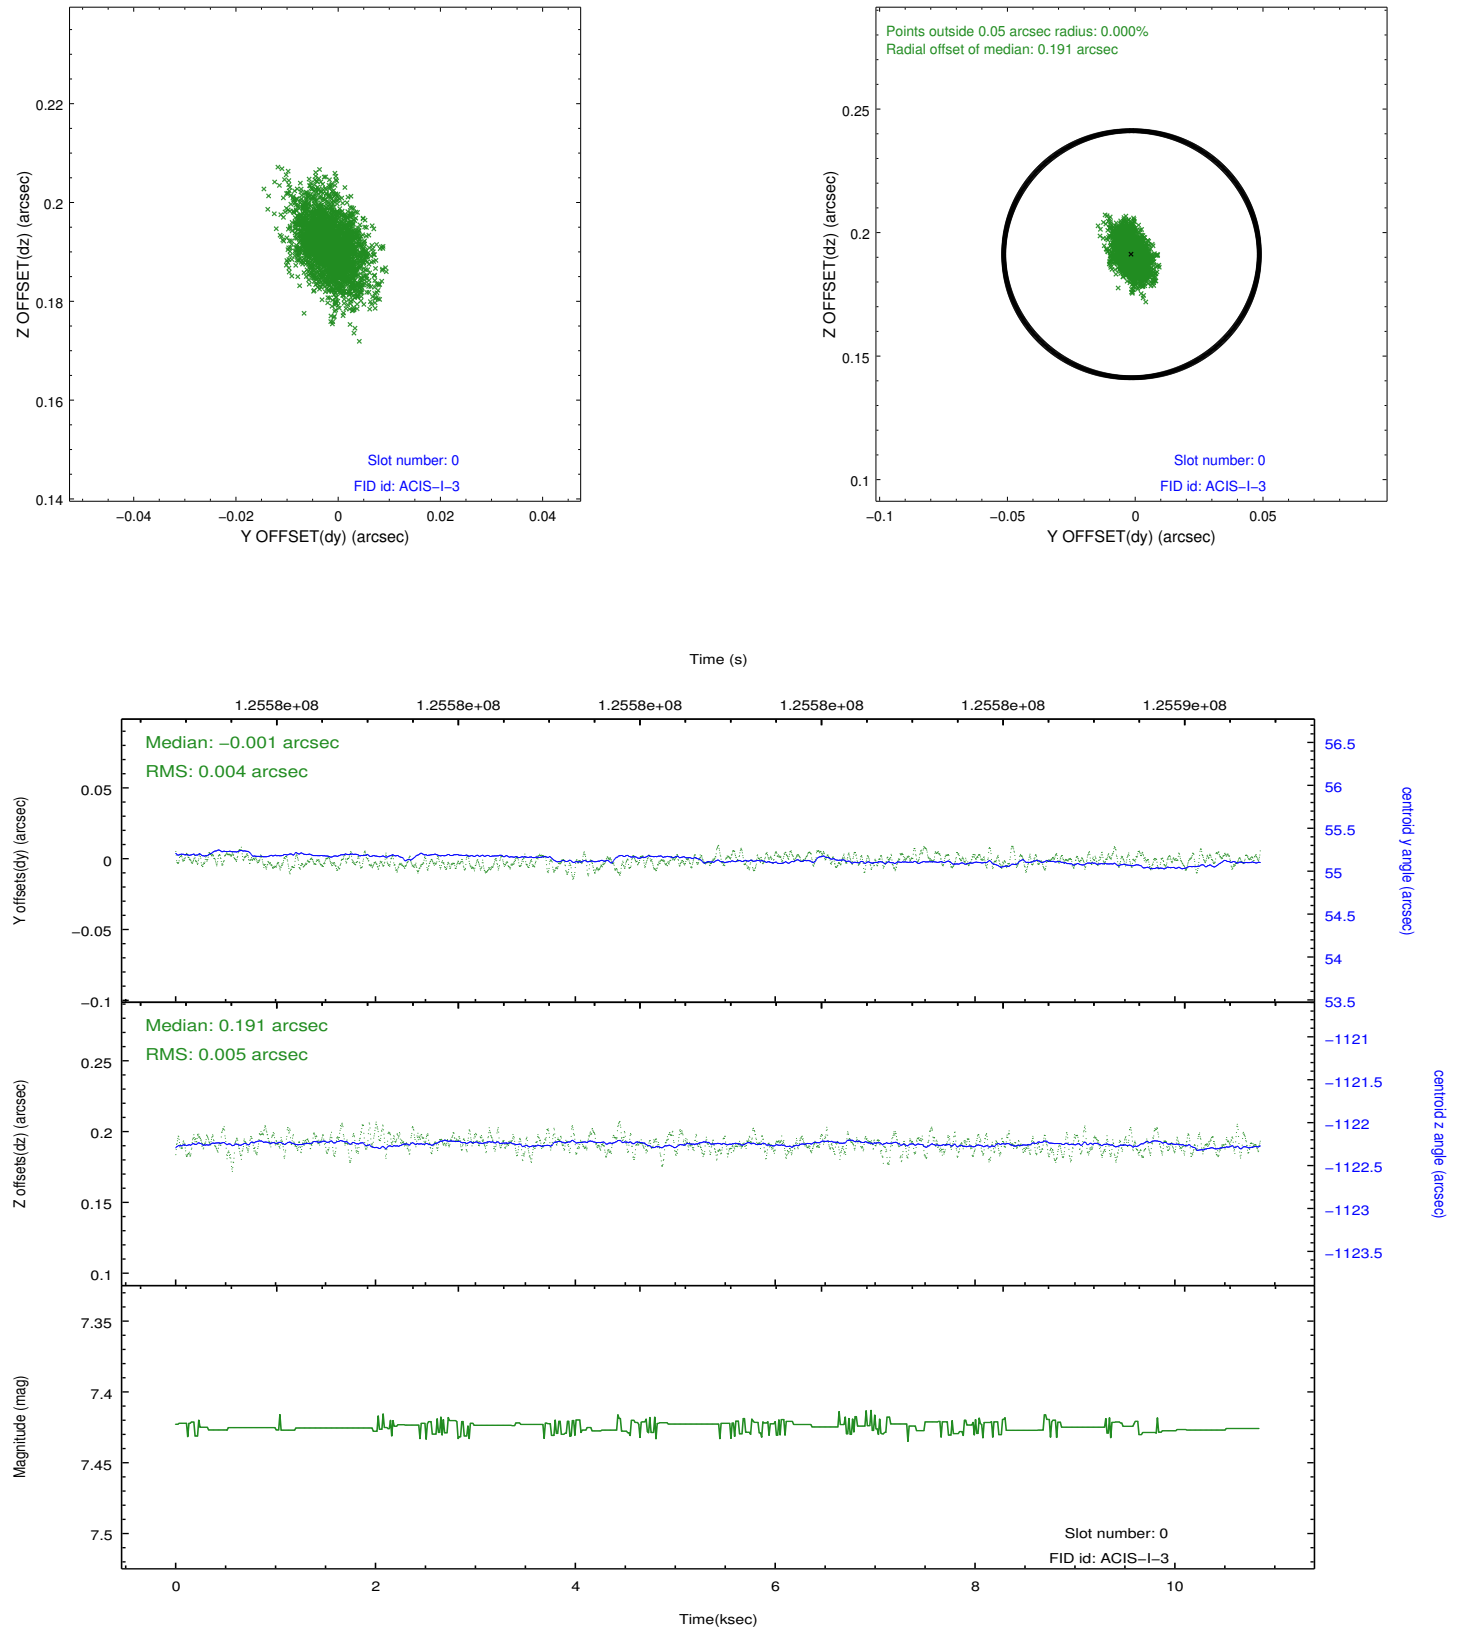 0.22
0.2
0.18
0.16
0.14
Z OFFSET(dz) (arcsec)
Slot number: 0
FID id: ACIS−I−3
−0.04
−0.02
0
0.02
0.04
Y OFFSET(dy) (arcsec)
Points outside 0.05 arcsec radius: 0.000%
Radial offset of median: 0.191 arcsec
0.25
0.2
0.15
0.1
Z OFFSET(dz) (arcsec)
Slot number: 0
FID id: ACIS−I−3
−0.1
−0.05
0
0.05
Y OFFSET(dy) (arcsec)
Time (s)
1.2558e+08
1.2558e+08
1.2558e+08
1.2558e+08
1.2558e+08
1.2559e+08
Median: −0.001 arcsec
RMS: 0.004 arcsec
0.05
0
−0.05
−0.1
Y offsets(dy) (arcsec)
56.5
56
55.5
55
54.5
54
53.5
centroid y angle (arcsec)
Median: 0.191 arcsec
RMS: 0.005 arcsec
0.25
0.2
0.15
0.1
Z offsets(dz) (arcsec)
−1121
−1121.5
−1122
−1122.5
−1123
−1123.5
centroid z angle (arcsec)
7.35
7.4
7.45
7.5
Magnitude (mag)
Slot number: 0
FID id: ACIS−I−3
0
2
4
6
8
10
Time(ksec)